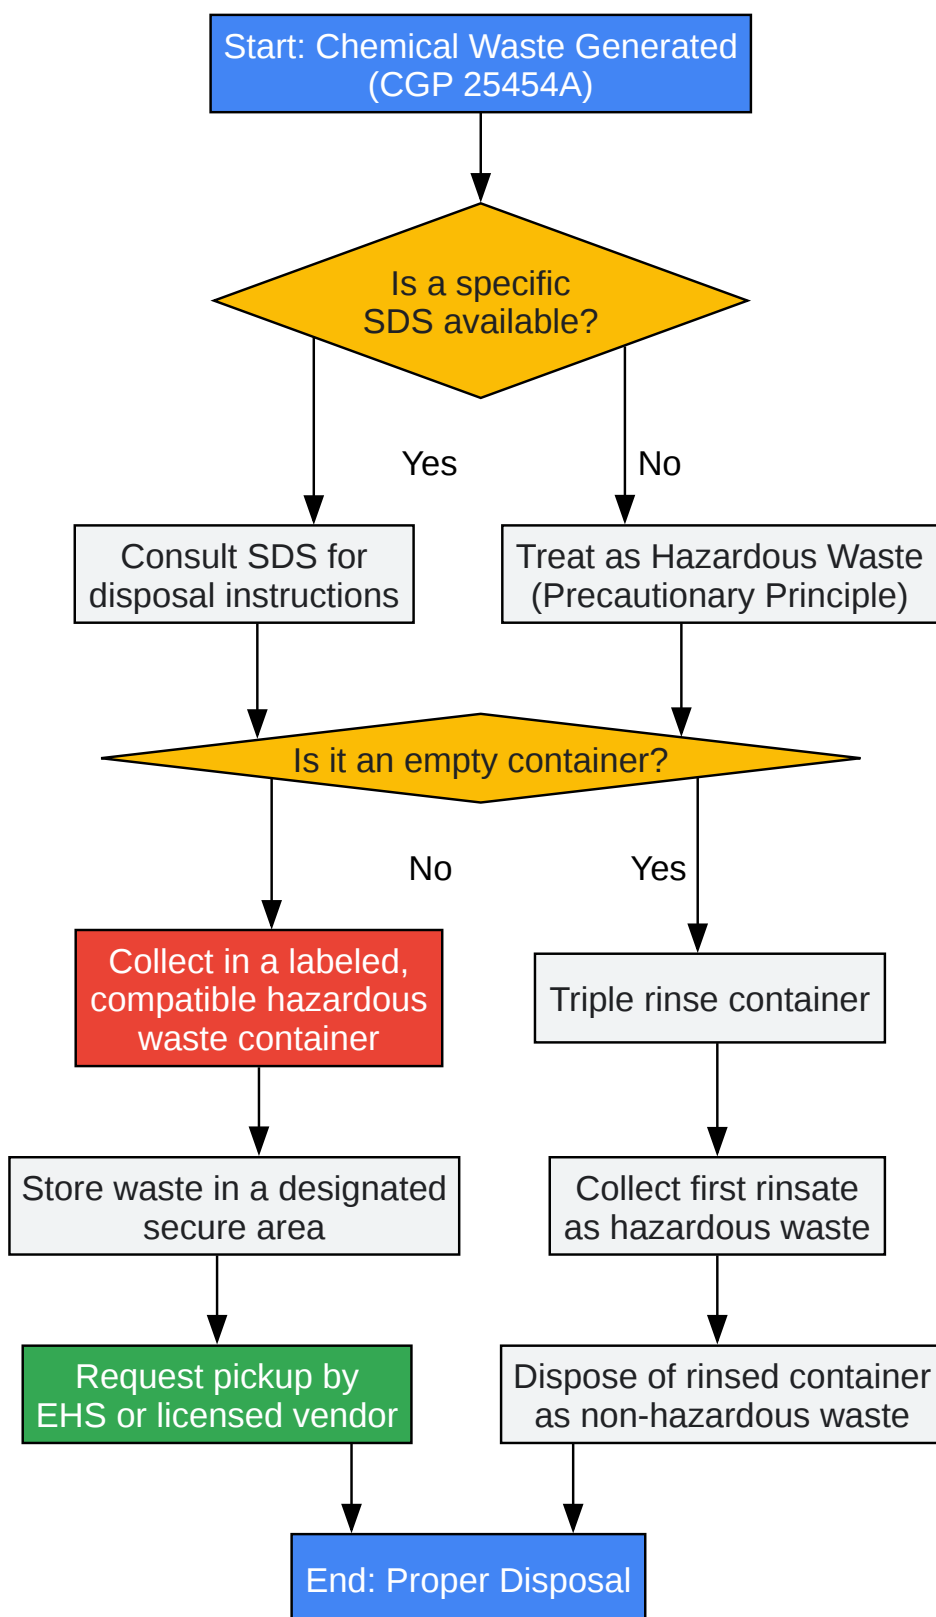 Start: Chemical Waste Generated
(CGP 25454A)
Is a specific
SDS available?
Yes
No
Consult SDS for
disposal instructions
Treat as Hazardous Waste
(Precautionary Principle)
Is it an empty container?
No
Yes
Collect in a labeled,
compatible hazardous
waste container
Triple rinse container
Store waste in a designated
secure area
Collect first rinsate
as hazardous waste
Request pickup by
EHS or licensed vendor
Dispose of rinsed container
as non-hazardous waste
End: Proper Disposal